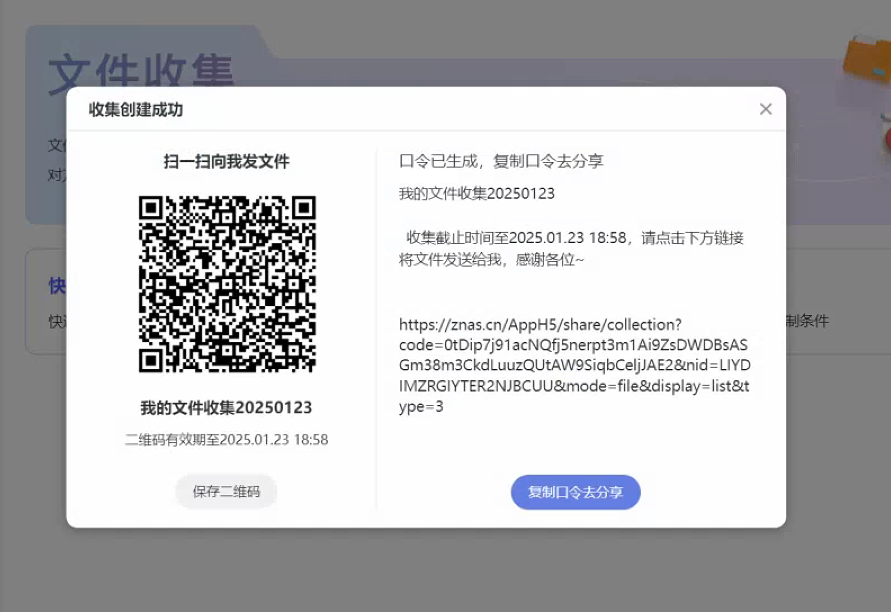 文件收集
收集创建成功
扫一扫向我发文件
我的文件收集20250123
二维码有效期至2025.01.23 18:58
保存二维码
口令已生成，复制口令去分享
我的文件收集20250123
收集截止时间至2025.01.23 18:58，请点击下方链接
将文件发送给我，感谢各位~
https://znas.cn/AppH5/share/collection?
code=0tDip7j91acNQfj5nerpt3m1Ai9ZsDWDBsAS
Gm38m3CkdLuuzQUtAW9SiqbCeljJAE2&nid=LIYD
IMZRGIYTER2NJBCUU&mode=file&display=list&t
ype=3
复制口令去分享
快
制条件